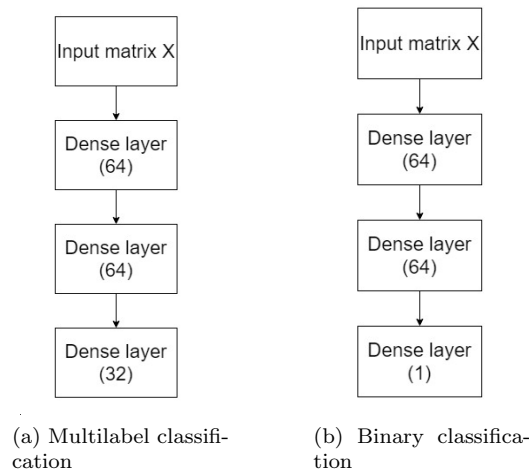 Input matrix X
Dense layer
(64)
Dense layer
(64)
Dense layer
(32)
(a) Multilabel classifi-
cation
Input matrix X
Dense layer
(64)
Dense layer
(64)
Dense layer
(1)
(b) Binary classifica-
tion